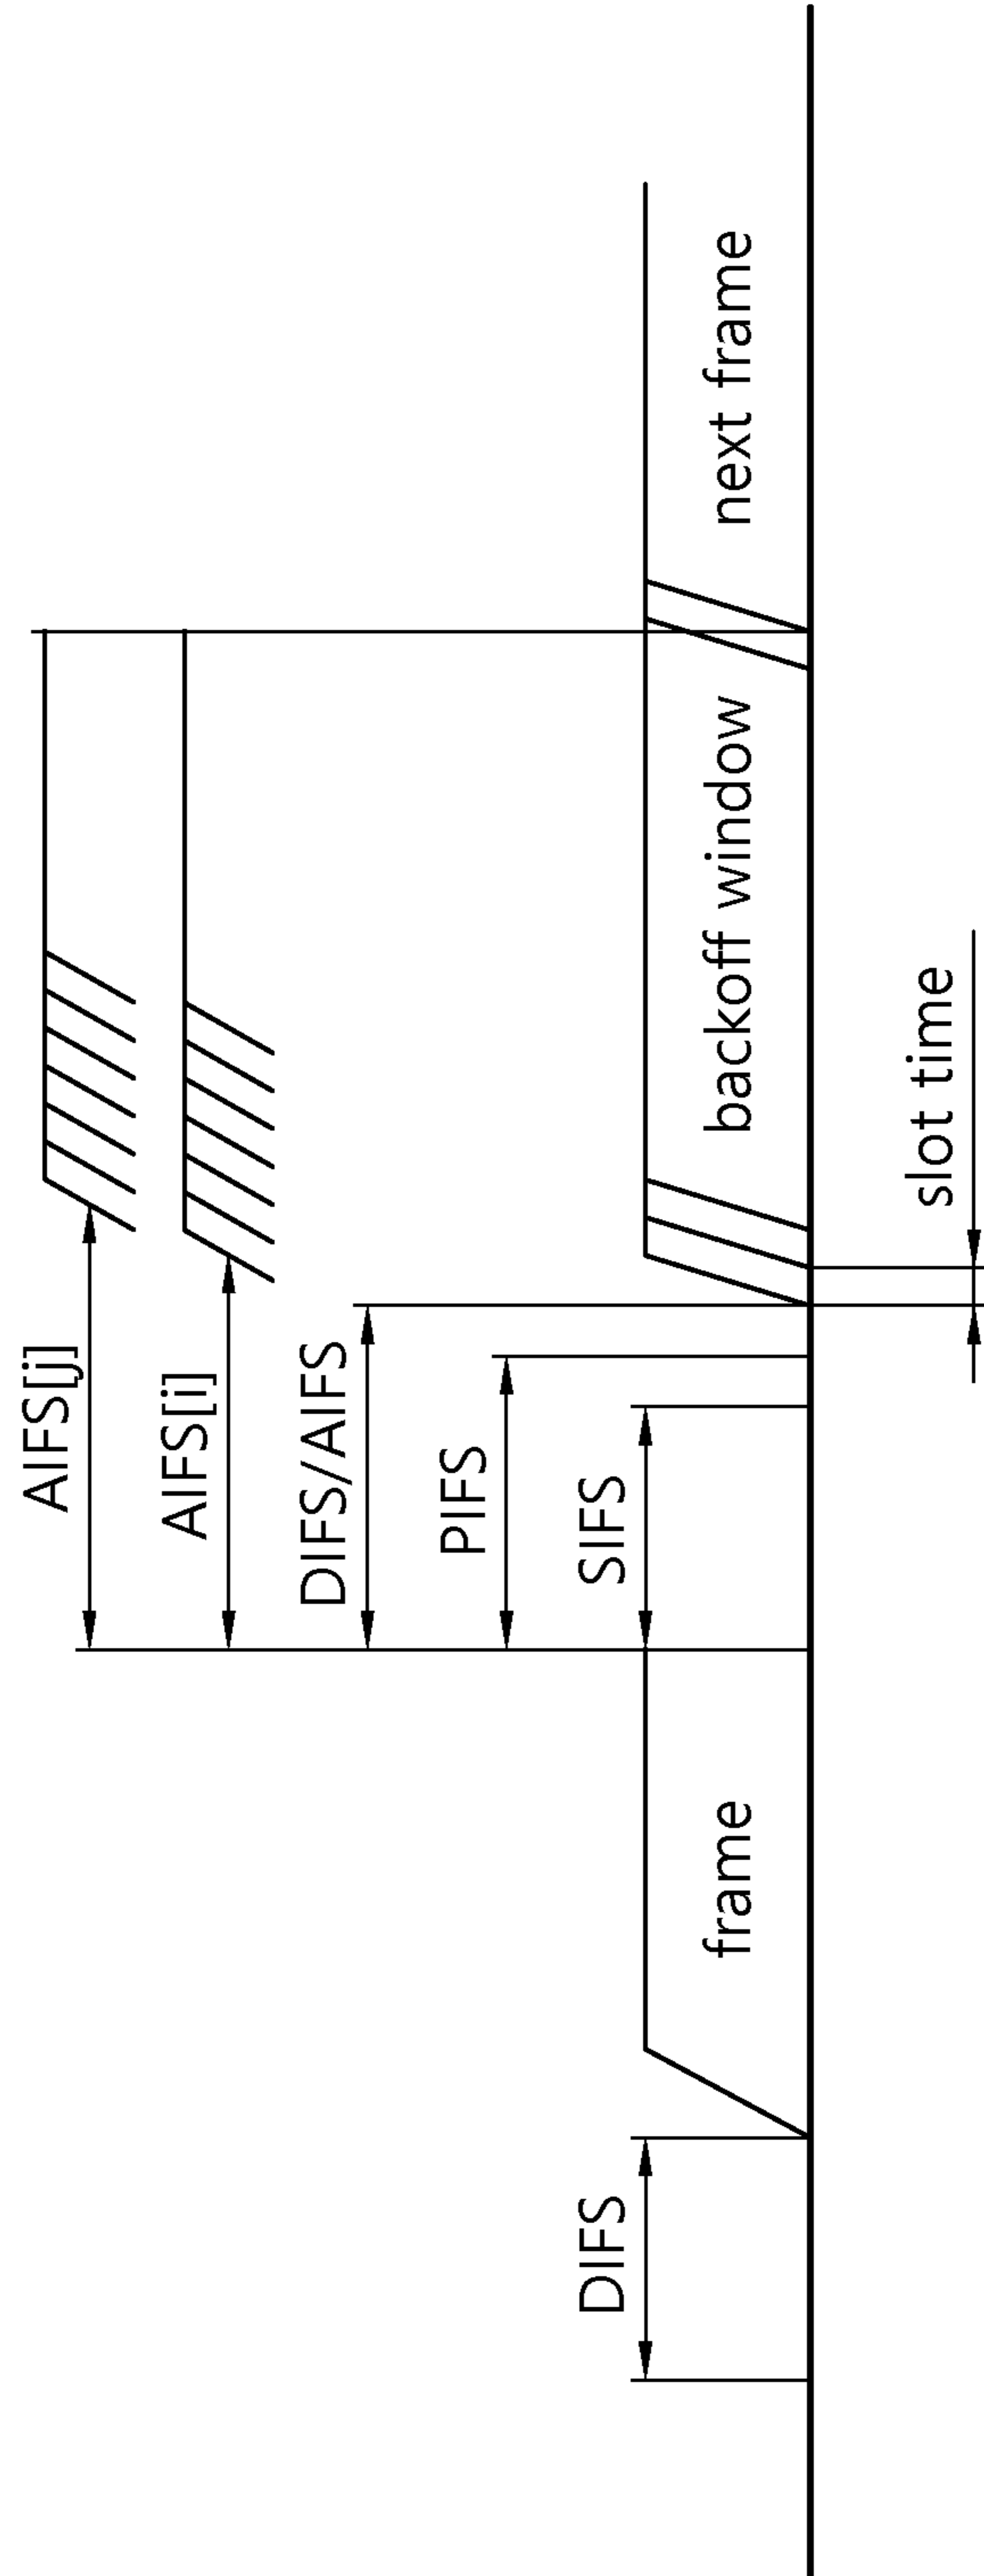 AIFS[j]
AIFS[i]
DIFS/AIFS
PIFS
DIFS
SIFS
frame
backoff window
next frame
slot time